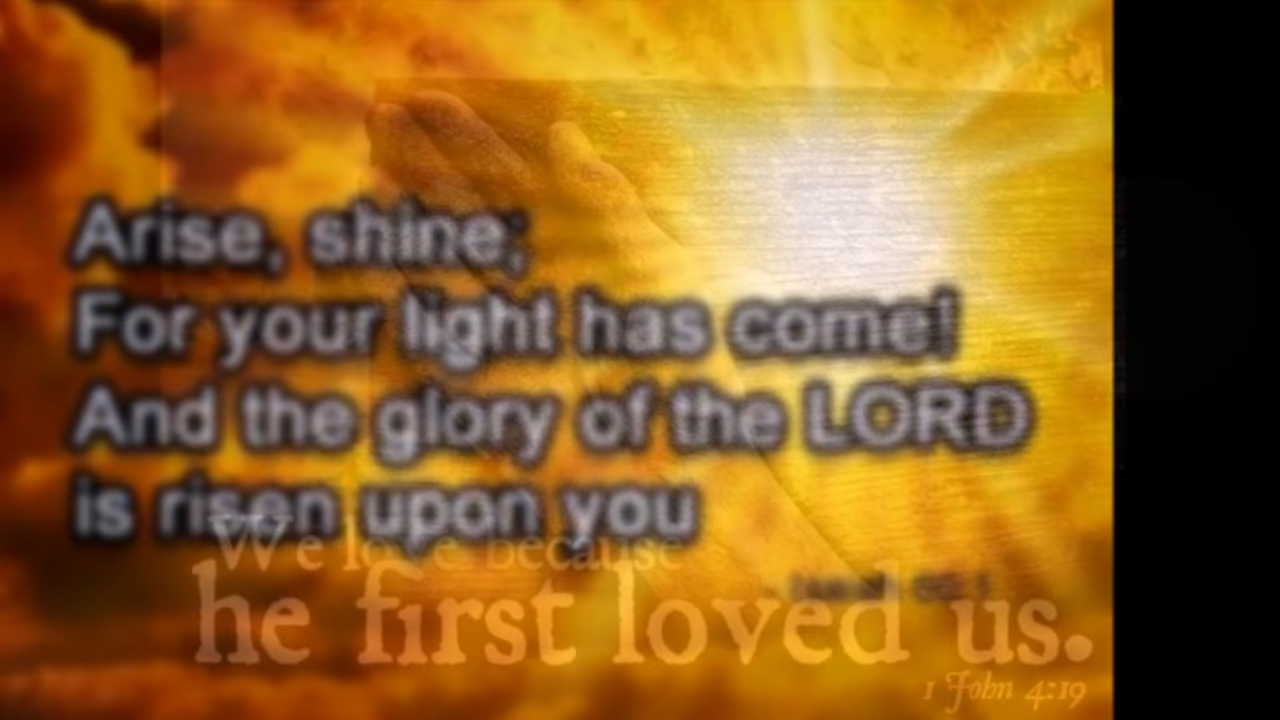 Arise, shine;
For your light has come!
And the glory of the LORD
is risen upon you
We love because
he first loved us.
- Isaiah 60:1
1 John 4:19